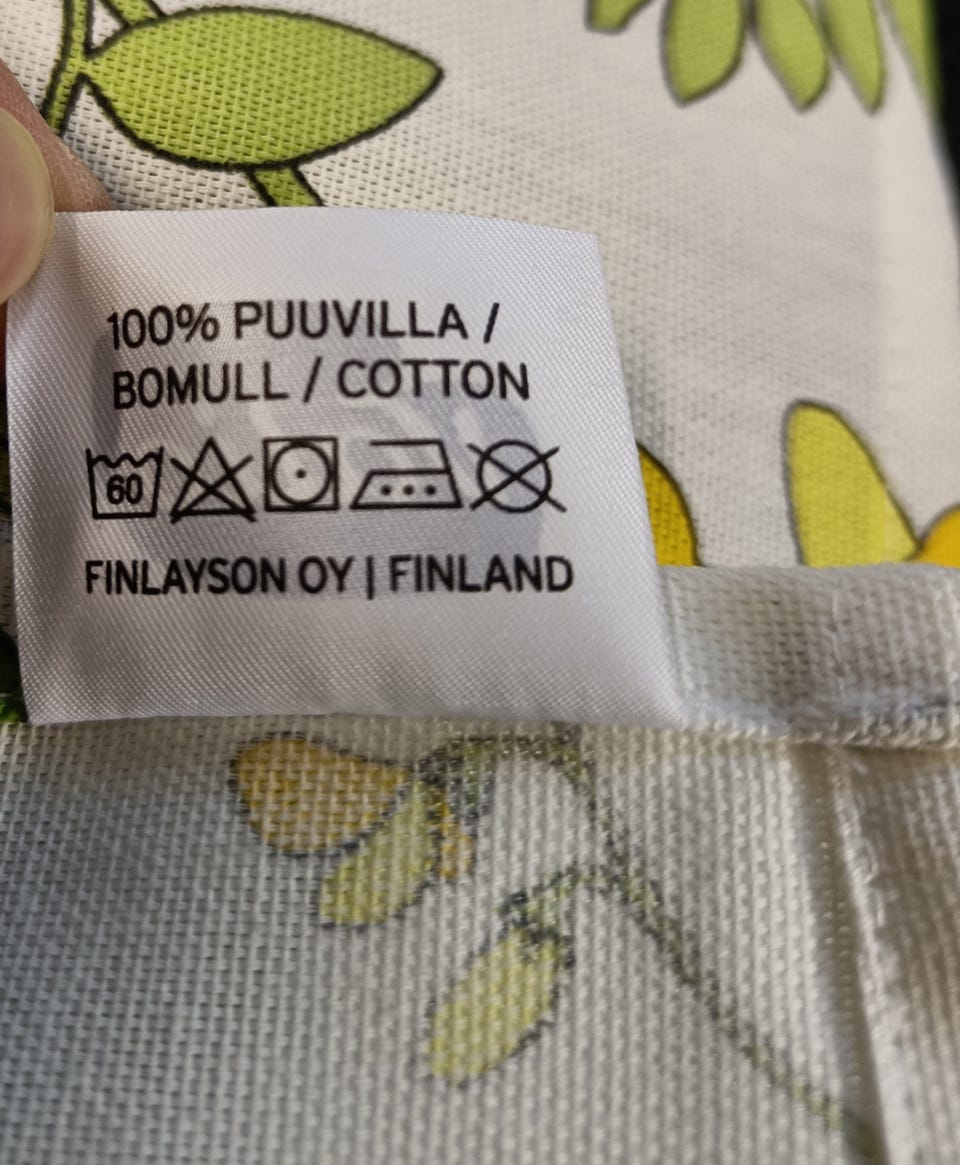 100% PUUVILLA /
BOMULL / COTTON
60
FINLAYSON OY | FINLAND